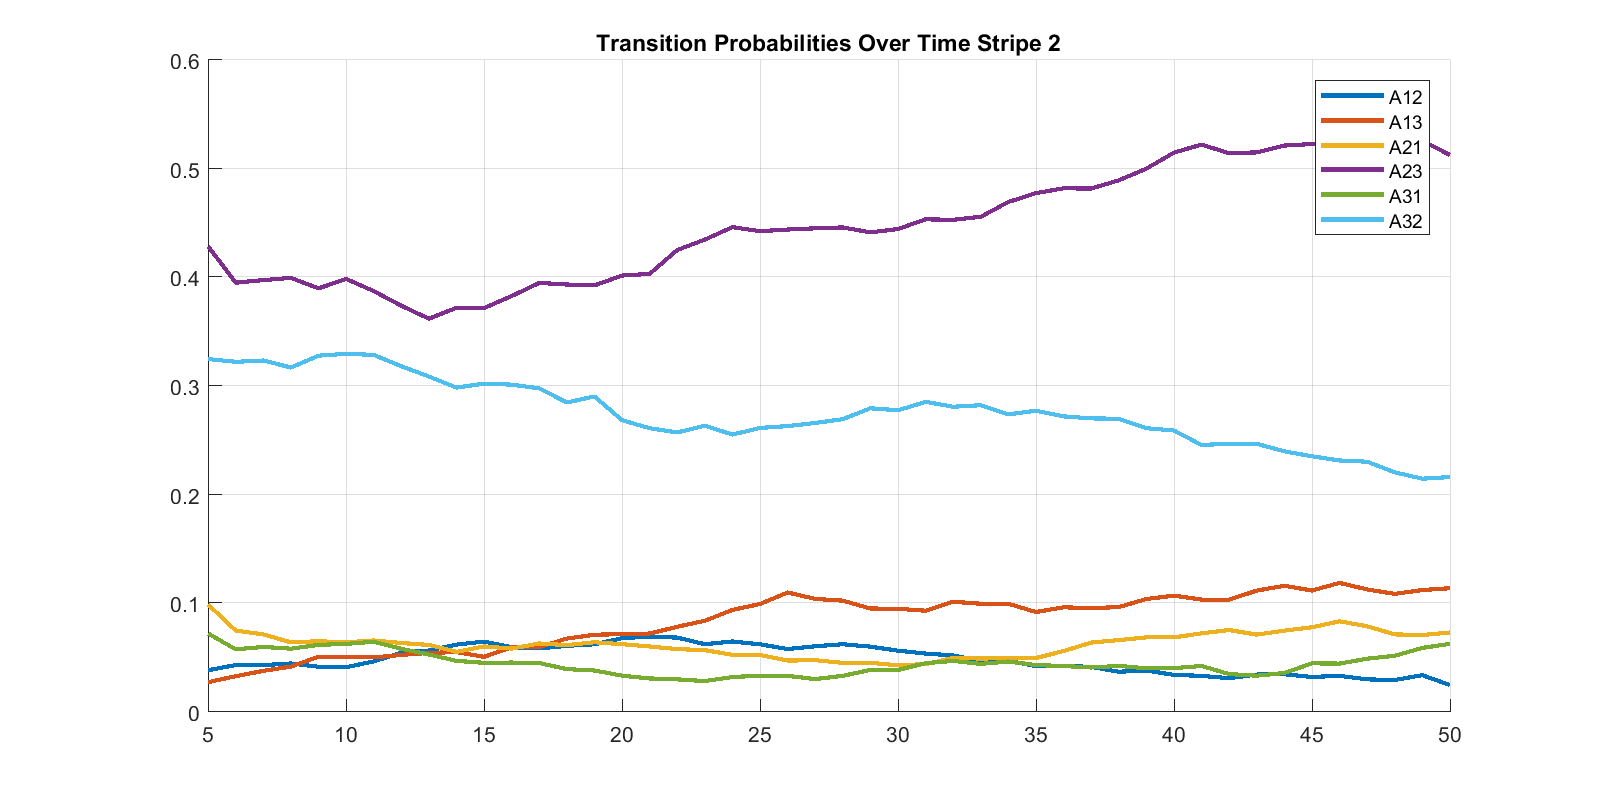 Transition Probabilities Over Time Stripe 2
0.6
0.5
0.4
0.3
0.2
0.1
0
5 10 15 20 25 30 35 40 45 50
A12
A13
A21
A23
A31
A32